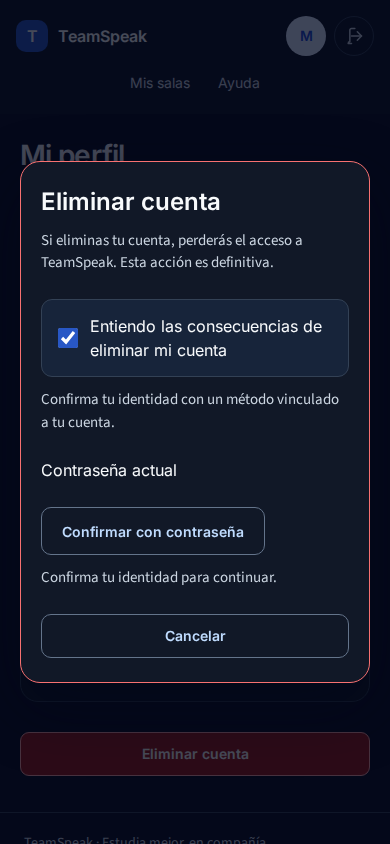 T TeamSpeak M
Mis salas Ayuda
Mi perfil
Eliminar cuenta
Si eliminas tu cuenta, perderás el acceso a
TeamSpeak. Esta acción es definitiva.
Entiendo las consecuencias de
eliminar mi cuenta
Confirma tu identidad con un método vinculado
a tu cuenta.
Contraseña actual
Confirmar con contraseña
Confirma tu identidad para continuar.
Cancelar
Eliminar cuenta
TeamSpeak · Estudia mejor, en compañía